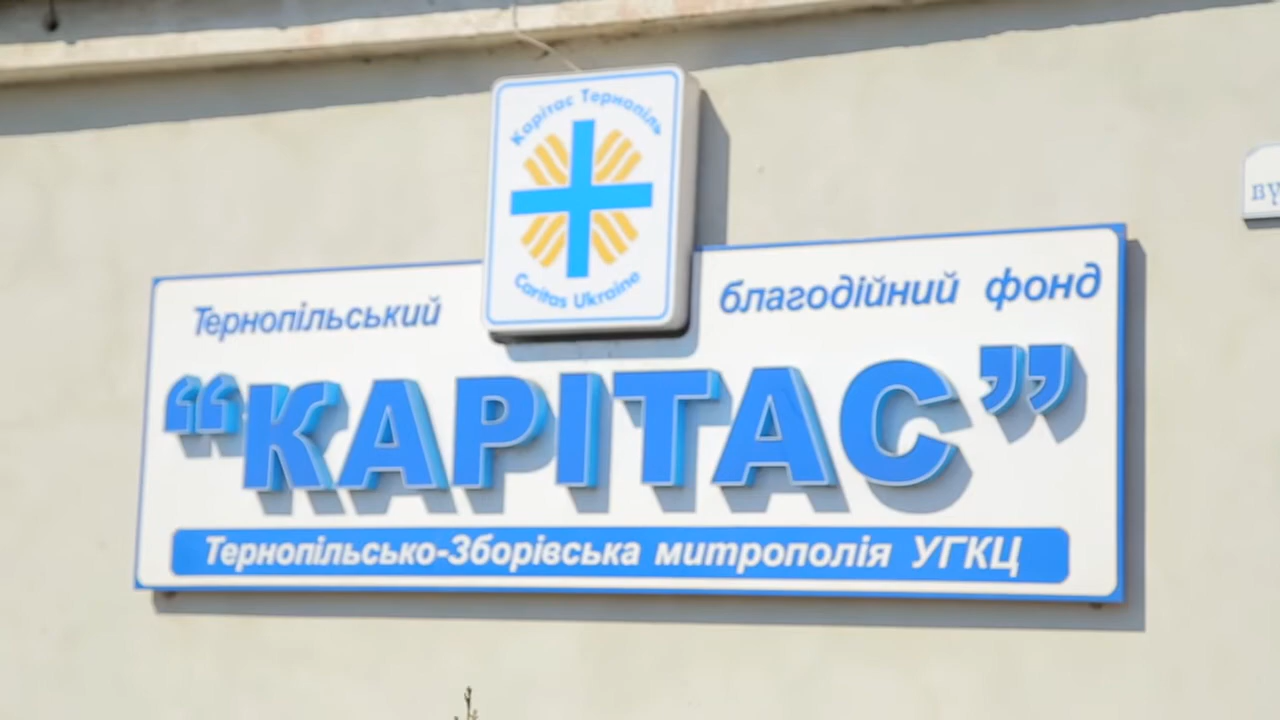 Карітас Тернопіль
Caritas Ukraine
Тернопільський благодійний фонд
“КАРІТАС”
Тернопільсько-Зборівська митрополія УГКЦ